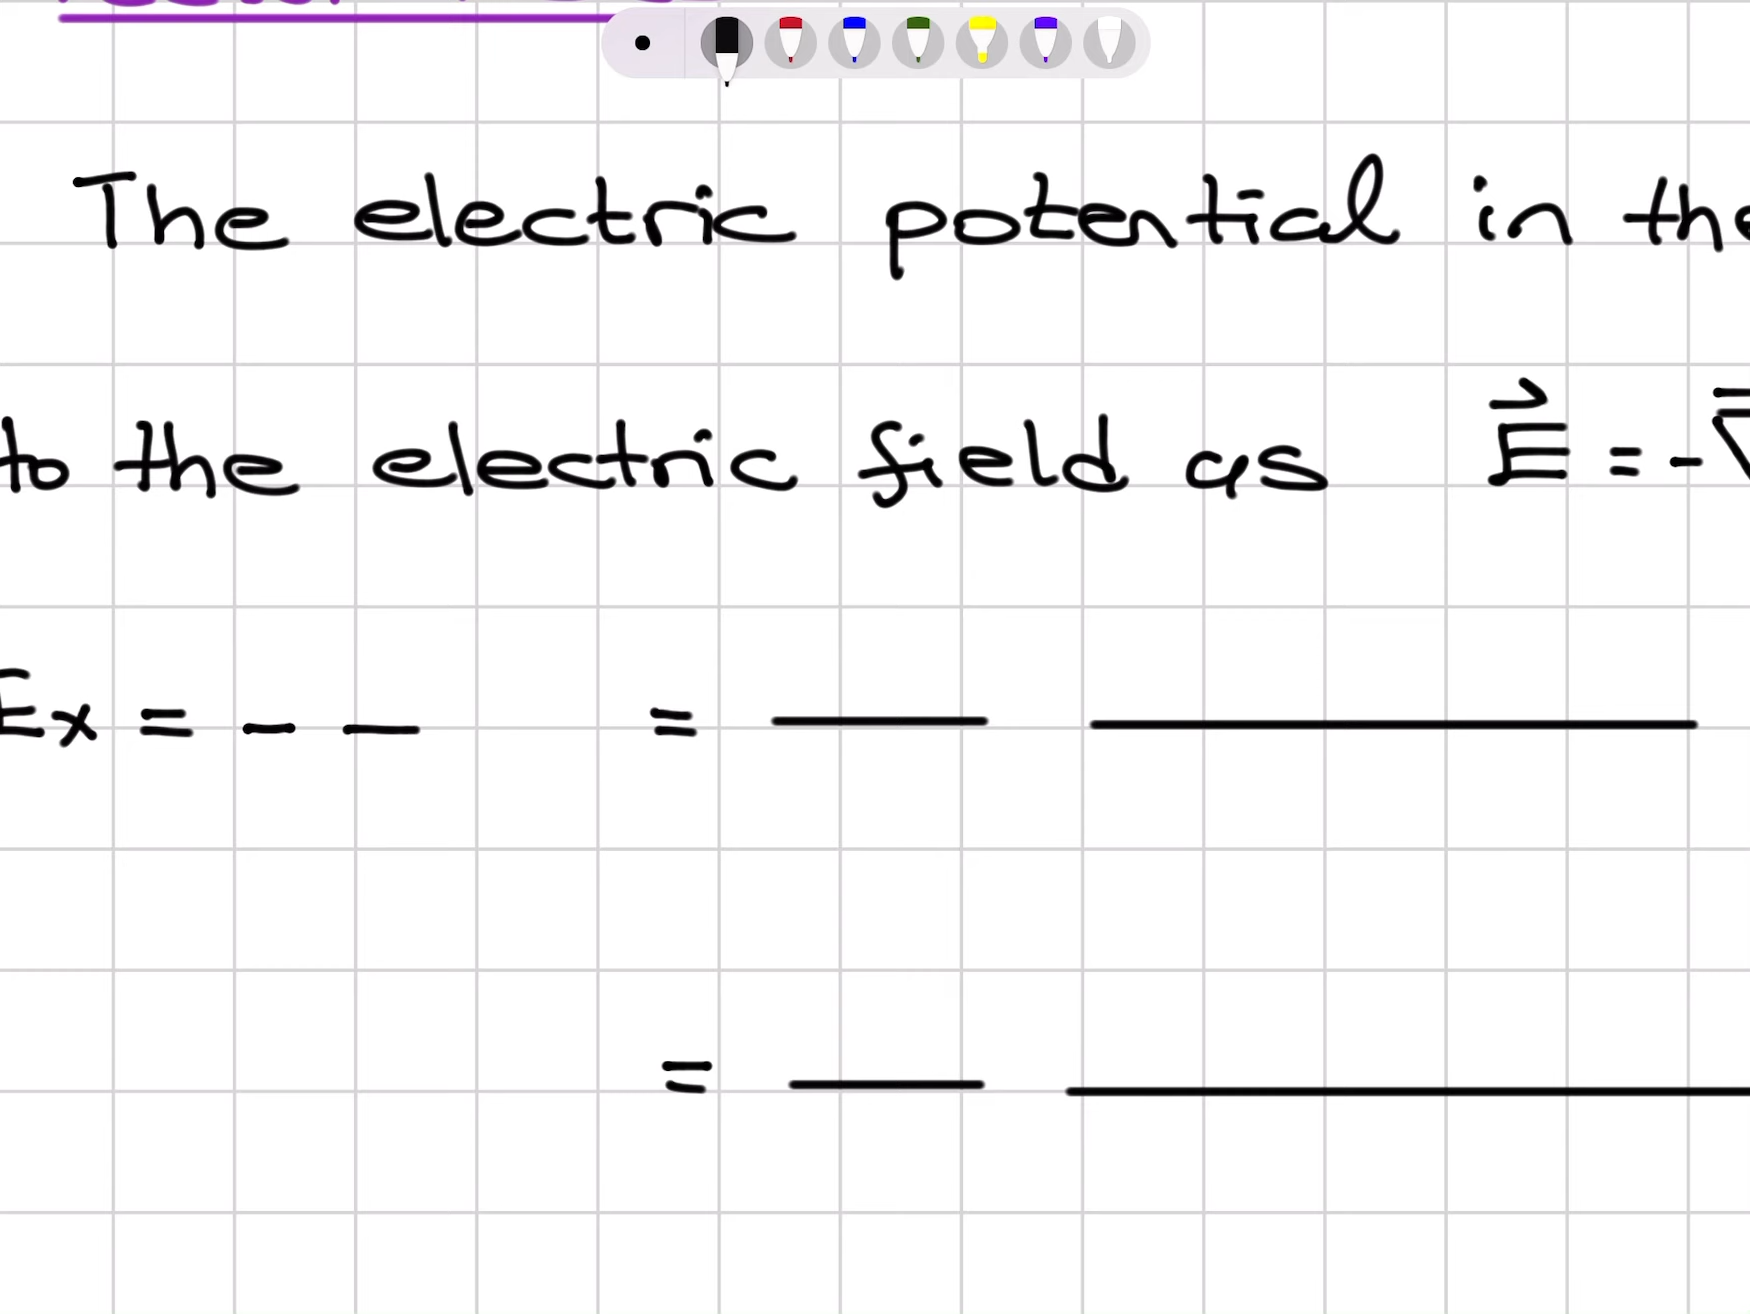 The electric potential in the
to the electric field as E⃗ = -∇
Ex = - — = — —
= — —